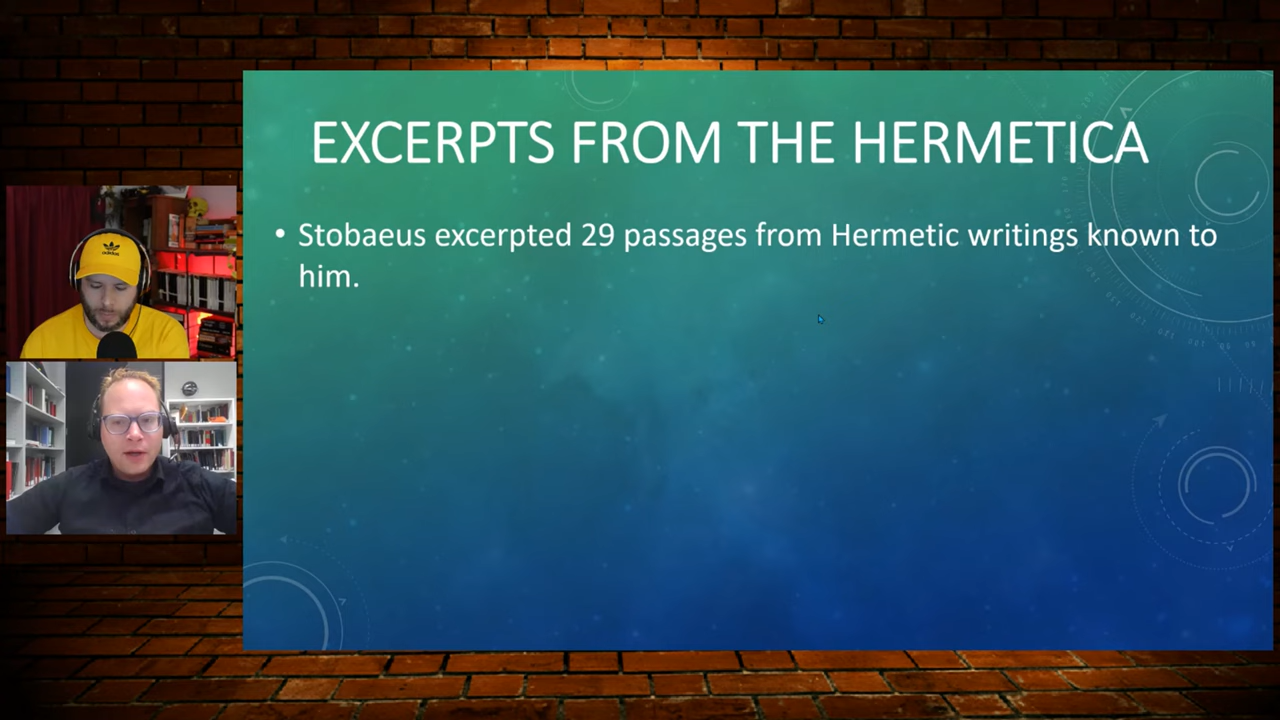 EXCERPTS FROM THE HERMETICA
• Stobaeus excerpted 29 passages from Hermetic writings known to
him.